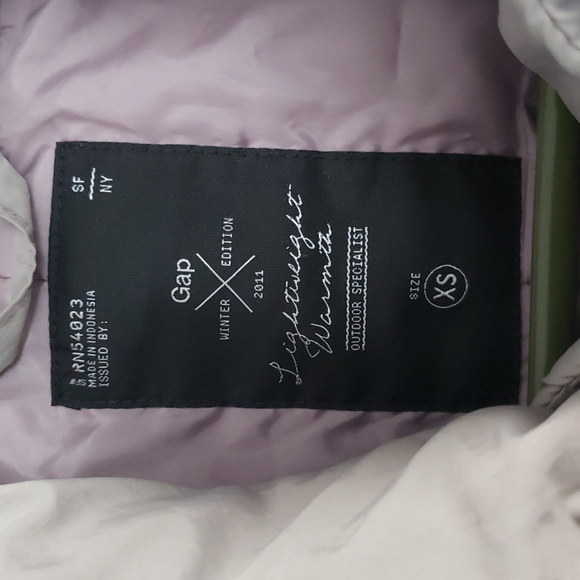 RN54023
MADE IN INDONESIA
ISSUED BY:
SF
NY
Gap
WINTER EDITION
2011
Lightweight
Warmth
OUTDOOR SPECIALIST
SIZE
XS